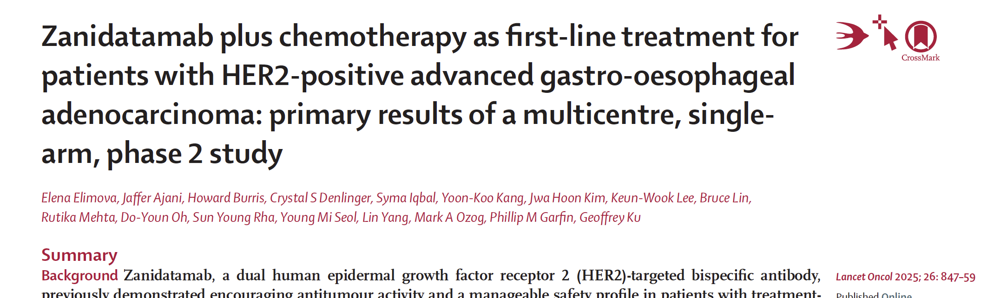 Zanidatamab plus chemotherapy as first-line treatment for
patients with HER2-positive advanced gastro-oesophageal
adenocarcinoma: primary results of a multicentre, single-
arm, phase 2 study
CrossMark
Elena Elimova, Jaffer Ajani, Howard Burris, Crystal S Denlinger, Syma Iqbal, Yoon-Koo Kang, Jwa Hoon Kim, Keun-Wook Lee, Bruce Lin,
Rutika Mehta, Do-Youn Oh, Sun Young Rha, Young Mi Seol, Lin Yang, Mark A Ozog, Phillip M Garfin, Geoffrey Ku
Summary
Background Zanidatamab, a dual human epidermal growth factor receptor 2 (HER2)-targeted bispecific antibody,
previously demonstrated encouraging antitumour activity and a manageable safety profile in patients with treatment-
Lancet Oncol 2025; 26: 847–59
Published Online